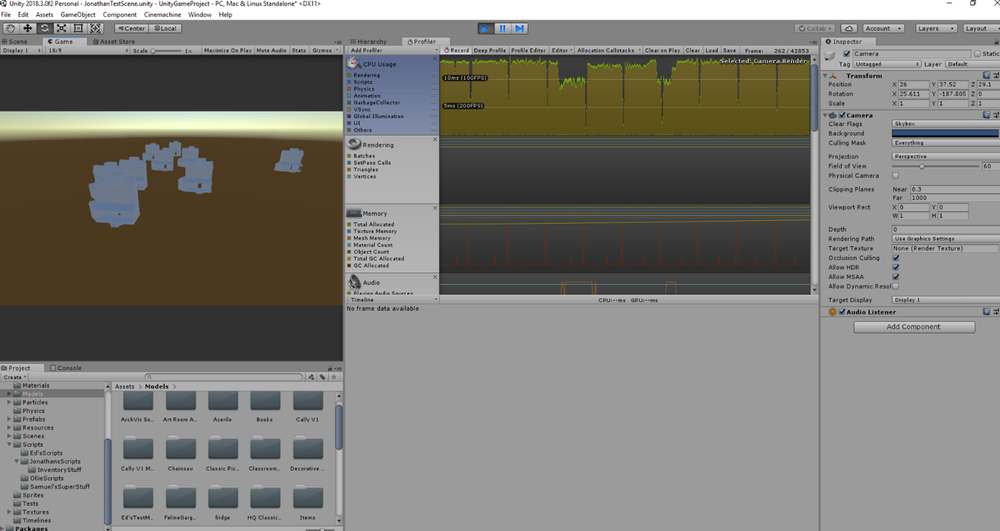 Unity 2018.3.0f2 Personal - JonathanTestScene.unity - UnityGameProject - PC, Mac & Linux Standalone* <DX11>
File Edit Assets GameObject Component Cinemachine Window Help
Center Local Collab Account Layers Layout
Scene Game Asset Store
Display 1 16:9 Scale 1x Maximize On Play Mute Audio Stats Gizmos
Hierarchy Profiler
Add Profiler Record Deep Profile Profile Editor Editor Allocation Callstacks Clear on Play Clear Load Save Frame: 262 / 42853
Selected: Camera.Render
CPU Usage
Rendering
Scripts
Physics
Animation
GarbageCollector
VSync
Global Illumination
UI
Others
10ms (100FPS)
5ms (200FPS)
Rendering
Batches
SetPass Calls
Triangles
Vertices
Memory
Total Allocated
Texture Memory
Mesh Memory
Material Count
Object Count
Total GC Allocated
GC Allocated
Audio
Playing Audio Sources
Timeline CPU:--ms GPU:--ms
No frame data available
Inspector
Camera Static
Tag Untagged Layer Default
Transform
Position X 26 Y 37.52 Z 29.1
Rotation X 25.611 Y -187.805 Z 0
Scale X 1 Y 1 Z 1
Camera
Clear Flags Skybox
Background
Culling Mask Everything
Projection Perspective
Field of View 60
Physical Camera
Clipping Planes Near 0.3
Far 1000
Viewport Rect X 0 Y 0
W 1 H 1
Depth 0
Rendering Path Use Graphics Settings
Target Texture None (Render Texture)
Occlusion Culling
Allow HDR
Allow MSAA
Allow Dynamic Resol
Target Display Display 1
Audio Listener
Add Component
Project Console
Create
Materials
Models
Particles
Physics
Prefabs
Resources
Scenes
Scripts
Ed'sScripts
JonathansScripts
InventoryStuff
OllieScripts
Samuel'sSuperStuff
Sprites
Tests
Textures
Timelines
Packages
Assets > Models >
ArchViz So... Art Room A... Azerilo Books Cally V1
Cally V1 M... Chainsav Classic Pic... Classroom... Decorative ...
Ed'sTestM... FelineGarg... fridge HQ Classic... Items